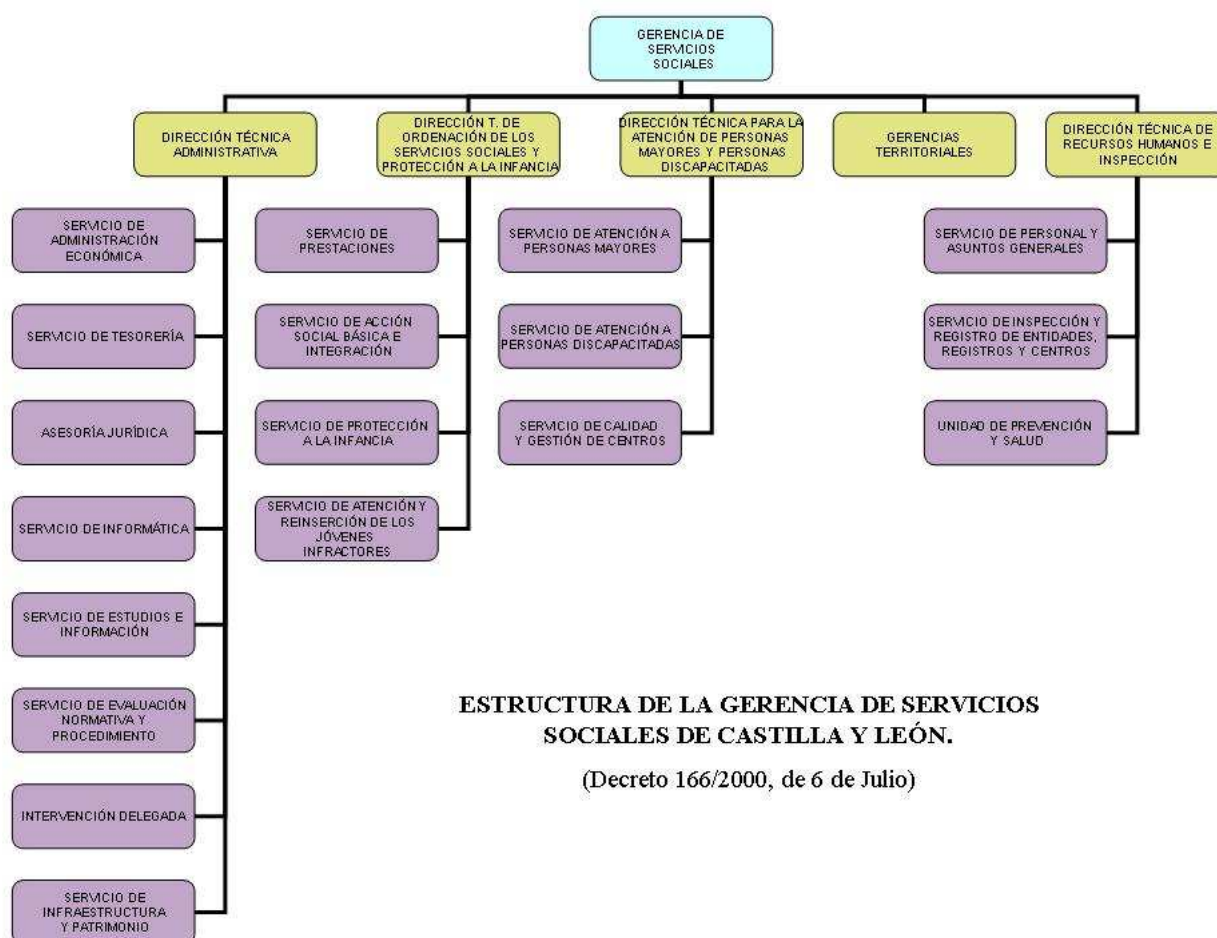 GERENCIA DE
SERVICIOS
SOCIALES
DIRECCIÓN TÉCNICA
ADMINISTRATIVA
DIRECCIÓN T. DE
ORDENACIÓN DE LOS
SERVICIOS SOCIALES Y
PROTECCIÓN A LA INFANCIA
DIRECCIÓN TÉCNICA PARA LA
ATENCIÓN DE PERSONAS
MAYORES Y PERSONAS
DISCAPACITADAS
GERENCIAS
TERRITORIALES
DIRECCIÓN TÉCNICA DE
RECURSOS HUMANOS E
INSPECCIÓN
SERVICIO DE
ADMINISTRACIÓN
ECONÓMICA
SERVICIO DE TESORERÍA
ASESORÍA JURÍDICA
SERVICIO DE INFORMÁTICA
SERVICIO DE ESTUDIOS E
INFORMACIÓN
SERVICIO DE EVALUACIÓN
NORMATIVA Y
PROCEDIMIENTO
INTERVENCIÓN DELEGADA
SERVICIO DE
INFRAESTRUCTURA
Y PATRIMONIO
SERVICIO DE
PRESTACIONES
SERVICIO DE ACCIÓN
SOCIAL BÁSICA E
INTEGRACIÓN
SERVICIO DE PROTECCIÓN
A LA INFANCIA
SERVICIO DE ATENCIÓN Y
REINSERCIÓN DE LOS
JÓVENES
INFRACTORES
SERVICIO DE ATENCIÓN A
PERSONAS MAYORES
SERVICIO DE ATENCIÓN A
PERSONAS DISCAPACITADAS
SERVICIO DE CALIDAD
Y GESTIÓN DE CENTROS
SERVICIO DE PERSONAL Y
ASUNTOS GENERALES
SERVICIO DE INSPECCIÓN Y
REGISTRO DE ENTIDADES,
REGISTROS Y CENTROS
UNIDAD DE PREVENCIÓN
Y SALUD
ESTRUCTURA DE LA GERENCIA DE SERVICIOS
SOCIALES DE CASTILLA Y LEÓN.
(Decreto 166/2000, de 6 de Julio)